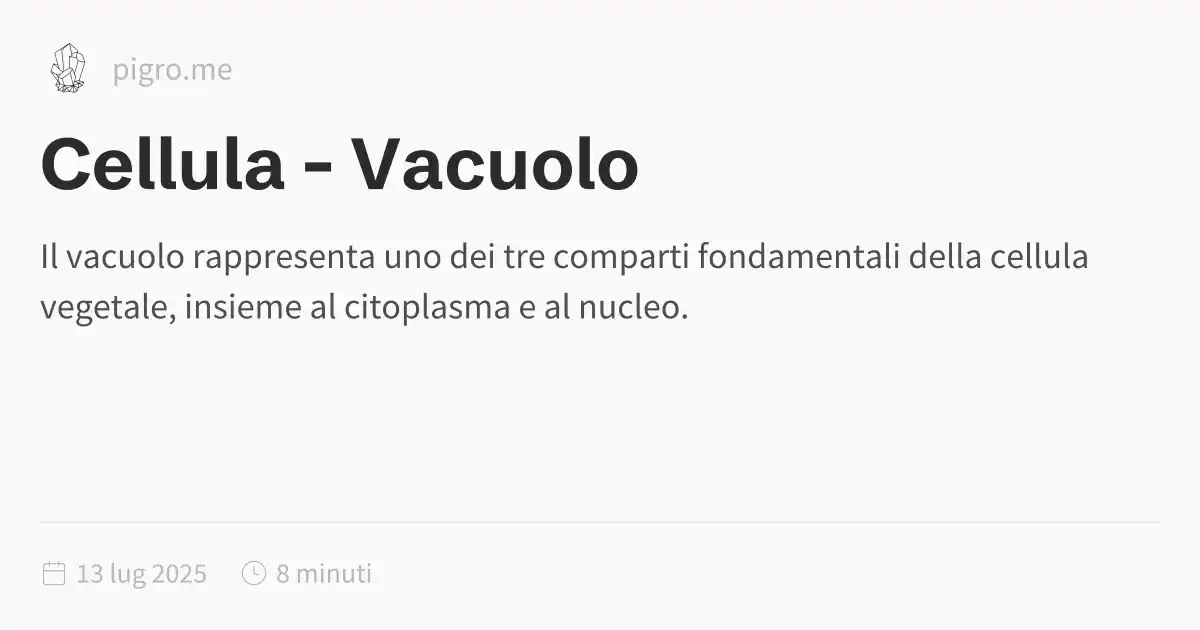 pigro.me
Cellula - Vacuolo
Il vacuolo rappresenta uno dei tre comparti fondamentali della cellula
vegetale, insieme al citoplasma e al nucleo.
13 lug 2025 8 minuti